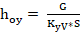 h_oy = G / (K_yV*S)